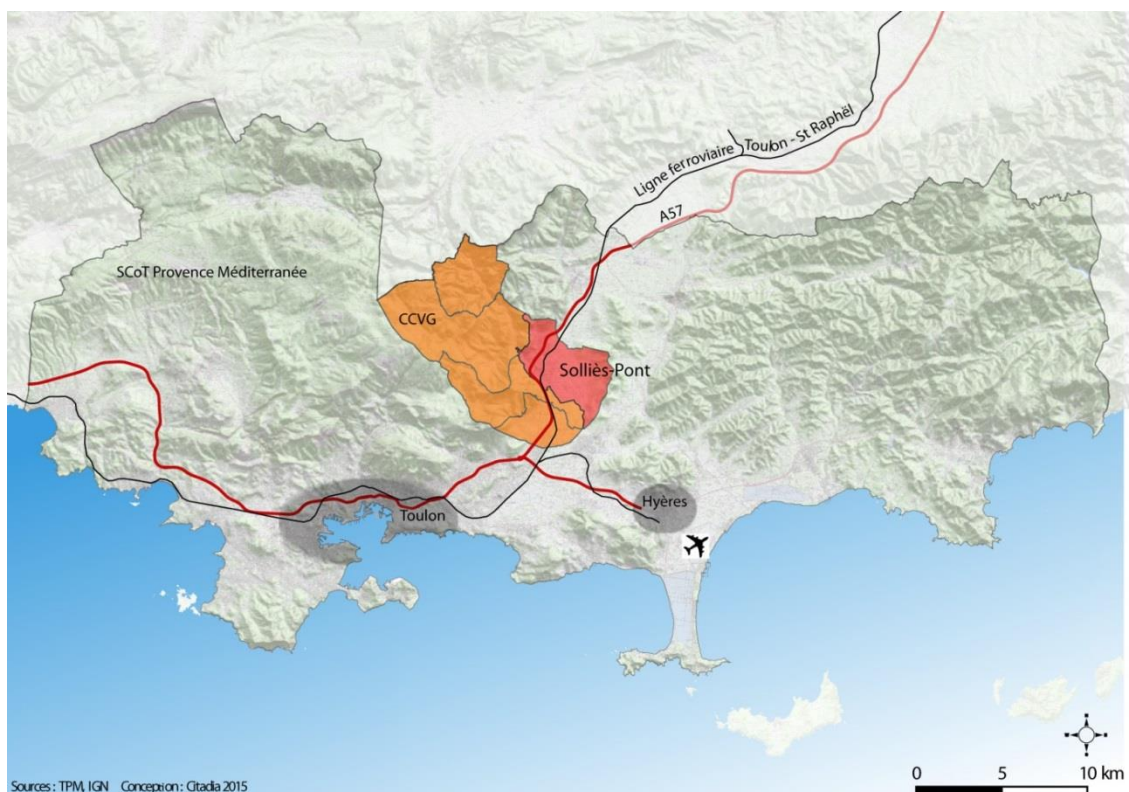 Ligne ferroviaire Toulon - St Raphël
A57
SCoT Provence Méditerranée
CCVG
Solliès-Pont
Hyères
Toulon
Sources : TPM, IGN Conception : Citadia 2015
0 5 10 km